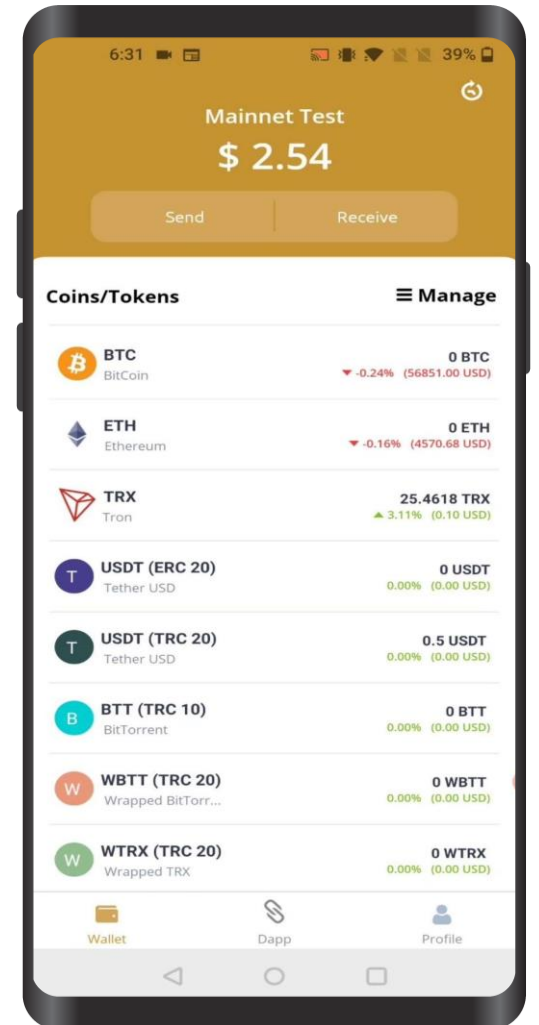 6:31 39%
Mainnet Test
$ 2.54
Send Receive
Coins/Tokens Manage
BTC 0 BTC
BitCoin -0.24% (56851.00 USD)
ETH 0 ETH
Ethereum -0.16% (4570.68 USD)
TRX 25.4618 TRX
Tron 3.11% (0.10 USD)
T USDT (ERC 20) 0 USDT
Tether USD 0.00% (0.00 USD)
T USDT (TRC 20) 0.5 USDT
Tether USD 0.00% (0.00 USD)
B BTT (TRC 10) 0 BTT
BitTorrent 0.00% (0.00 USD)
W WBTT (TRC 20) 0 WBTT
Wrapped BitTorr... 0.00% (0.00 USD)
W WTRX (TRC 20) 0 WTRX
Wrapped TRX 0.00% (0.00 USD)
Wallet Dapp Profile